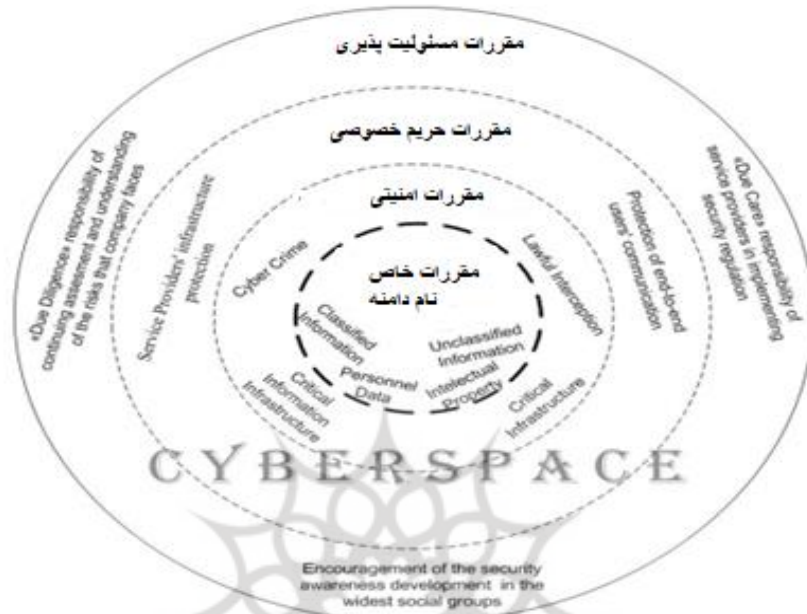 مقررات مسئولیت پذیری
مقررات حریم خصوصی
مقررات امنیتی
مقررات خاص
نام دامنه
«Due Diligence» responsibility of
continuing assesment and understanding
of the risks that company faces
Service Providers' infrastructure
protection
Cyber Crime
Lawful Interception
Protection of end-to-end
users' communication
«Due Care» responsibility of
service providers in implementing
security regulation
Classified
Information
Unclassified
Information
Personnel
Data
Intelectual
Property
Critical
Information
Infrastructure
Critical
Infrastructure
CYBERSPACE
Encouragement of the security
awareness development in the
widest social groups